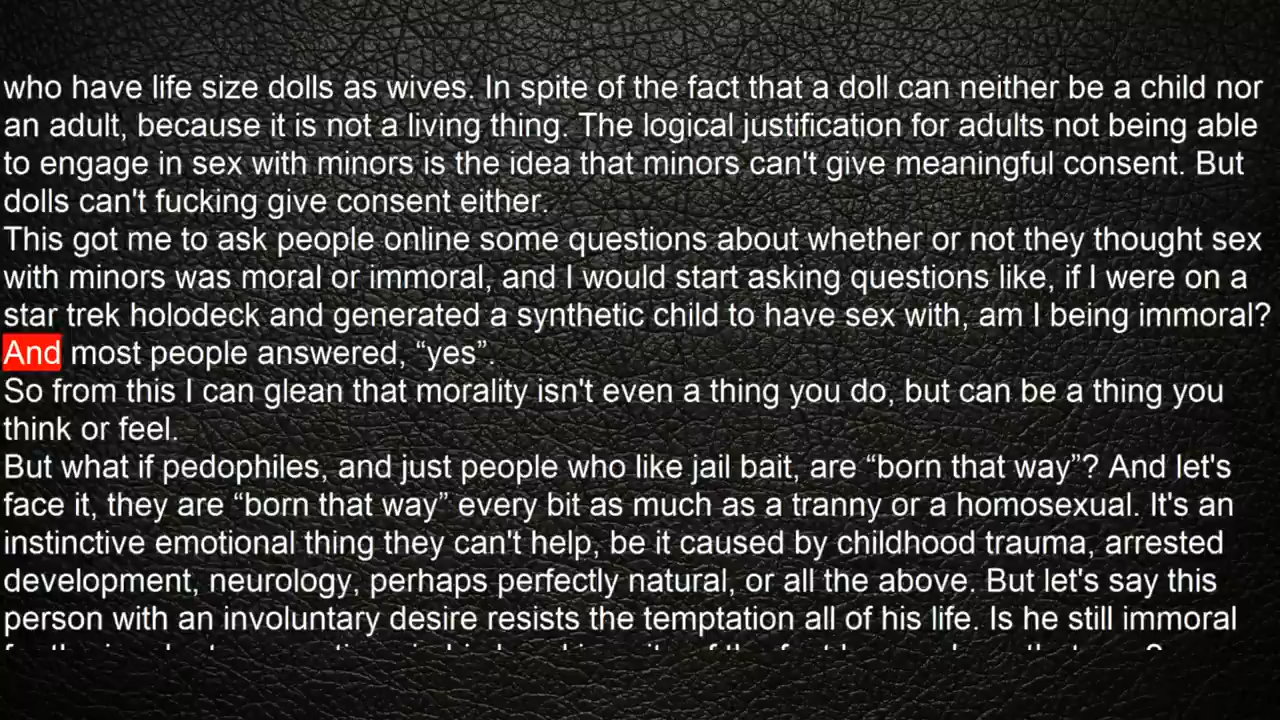 who have life size dolls as wives. In spite of the fact that a doll can neither be a child nor
an adult, because it is not a living thing. The logical justification for adults not being able
to engage in sex with minors is the idea that minors can't give meaningful consent. But
dolls can't fucking give consent either.
This got me to ask people online some questions about whether or not they thought sex
with minors was moral or immoral, and I would start asking questions like, if I were on a
star trek holodeck and generated a synthetic child to have sex with, am I being immoral?
And most people answered, “yes”.
So from this I can glean that morality isn't even a thing you do, but can be a thing you
think or feel.
But what if pedophiles, and just people who like jail bait, are “born that way”? And let's
face it, they are “born that way” every bit as much as a tranny or a homosexual. It's an
instinctive emotional thing they can't help, be it caused by childhood trauma, arrested
development, neurology, perhaps perfectly natural, or all the above. But let's say this
person with an involuntary desire resists the temptation all of his life. Is he still immoral